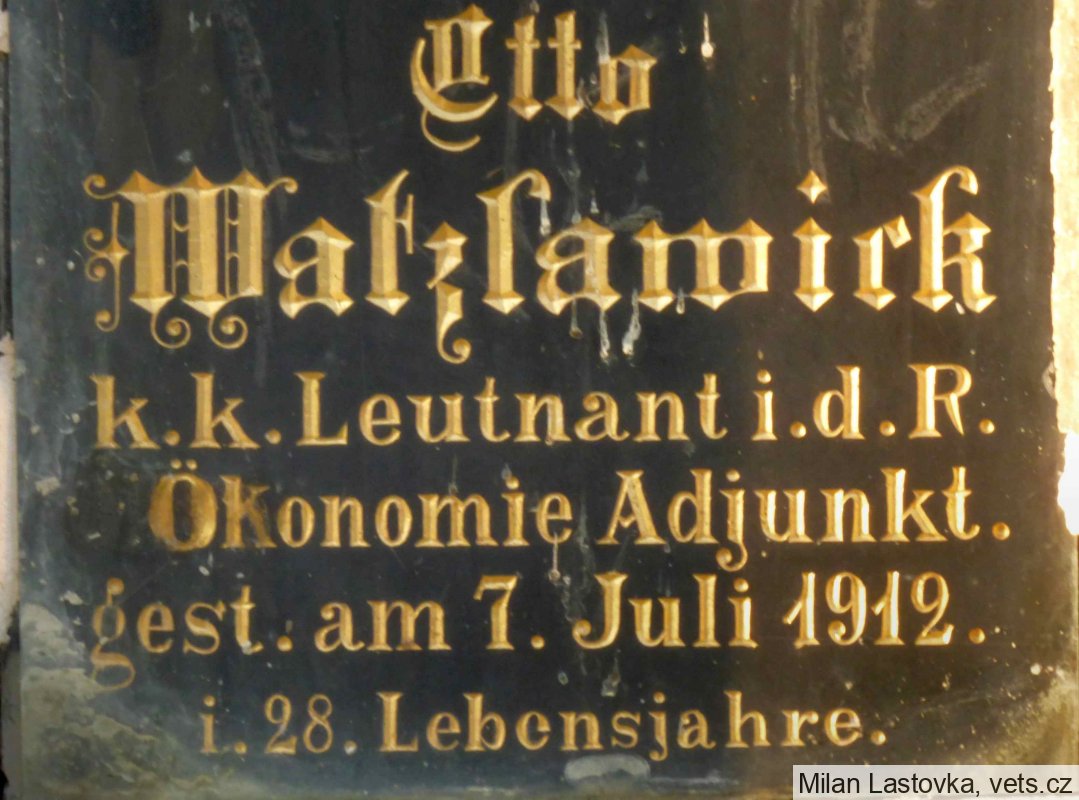 Otto
Watzlawick
k. k. Leutnant i. d. R.
Ökonomie Adjunkt.
gest. am 7. Juli 1912.
i. 28. Lebensjahre.
Milan Lastovka, vets.cz